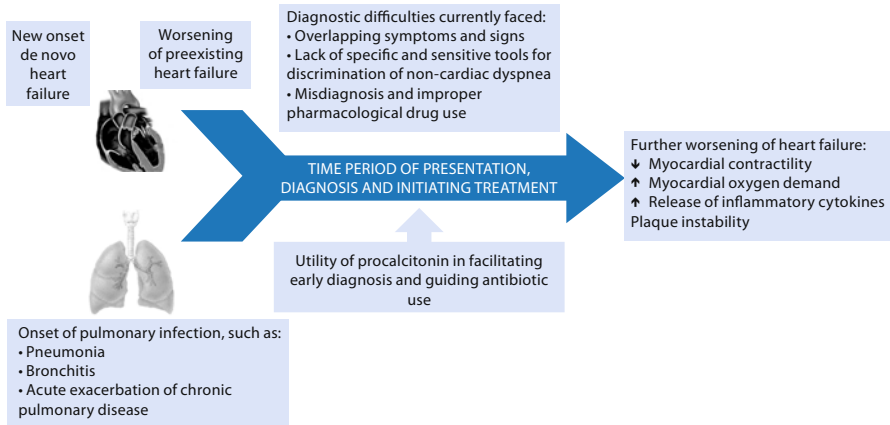 New onset
de novo
heart
failure
Worsening
of preexisting
heart failure
Diagnostic difficulties currently faced:
• Overlapping symptoms and signs
• Lack of specific and sensitive tools for
discrimination of non-cardiac dyspnea
• Misdiagnosis and improper
pharmacological drug use
TIME PERIOD OF PRESENTATION,
DIAGNOSIS AND INITIATING TREATMENT
Further worsening of heart failure:
↓ Myocardial contractility
↑ Myocardial oxygen demand
↑ Release of inflammatory cytokines
Plaque instability
Utility of procalcitonin in facilitating
early diagnosis and guiding antibiotic
use
Onset of pulmonary infection, such as:
• Pneumonia
• Bronchitis
• Acute exacerbation of chronic
pulmonary disease